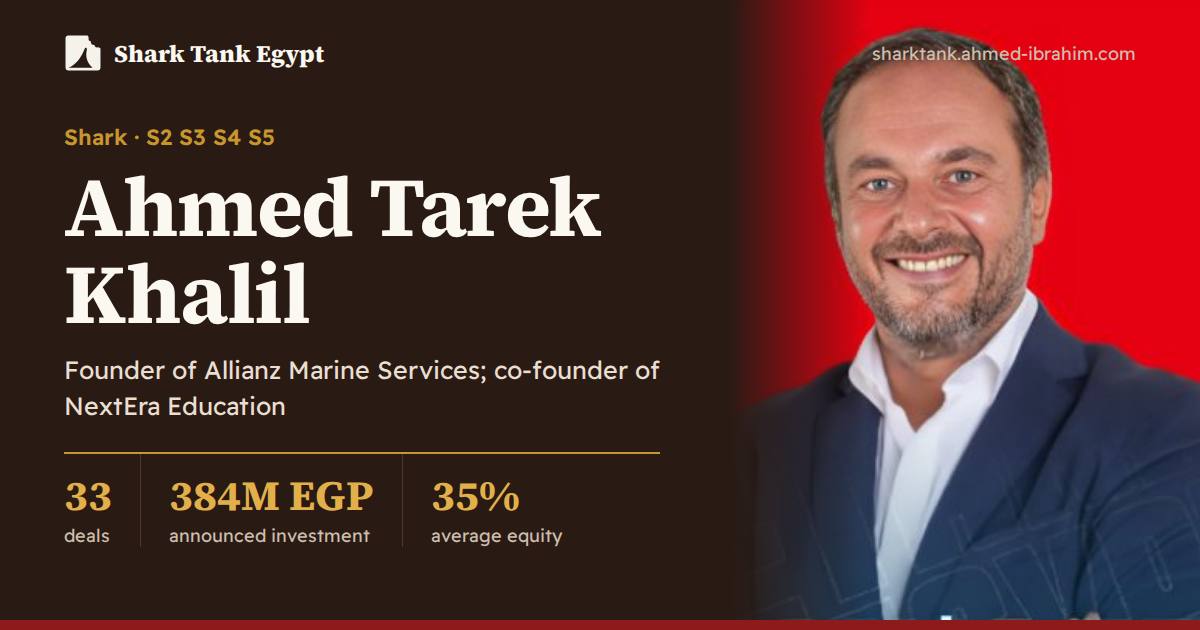 Shark Tank Egypt
sharktank.ahmed-ibrahim.com
Shark · S2 S3 S4 S5
Ahmed Tarek
Khalil
Founder of Allianz Marine Services; co-founder of
NextEra Education
33
deals
384M EGP
announced investment
35%
average equity